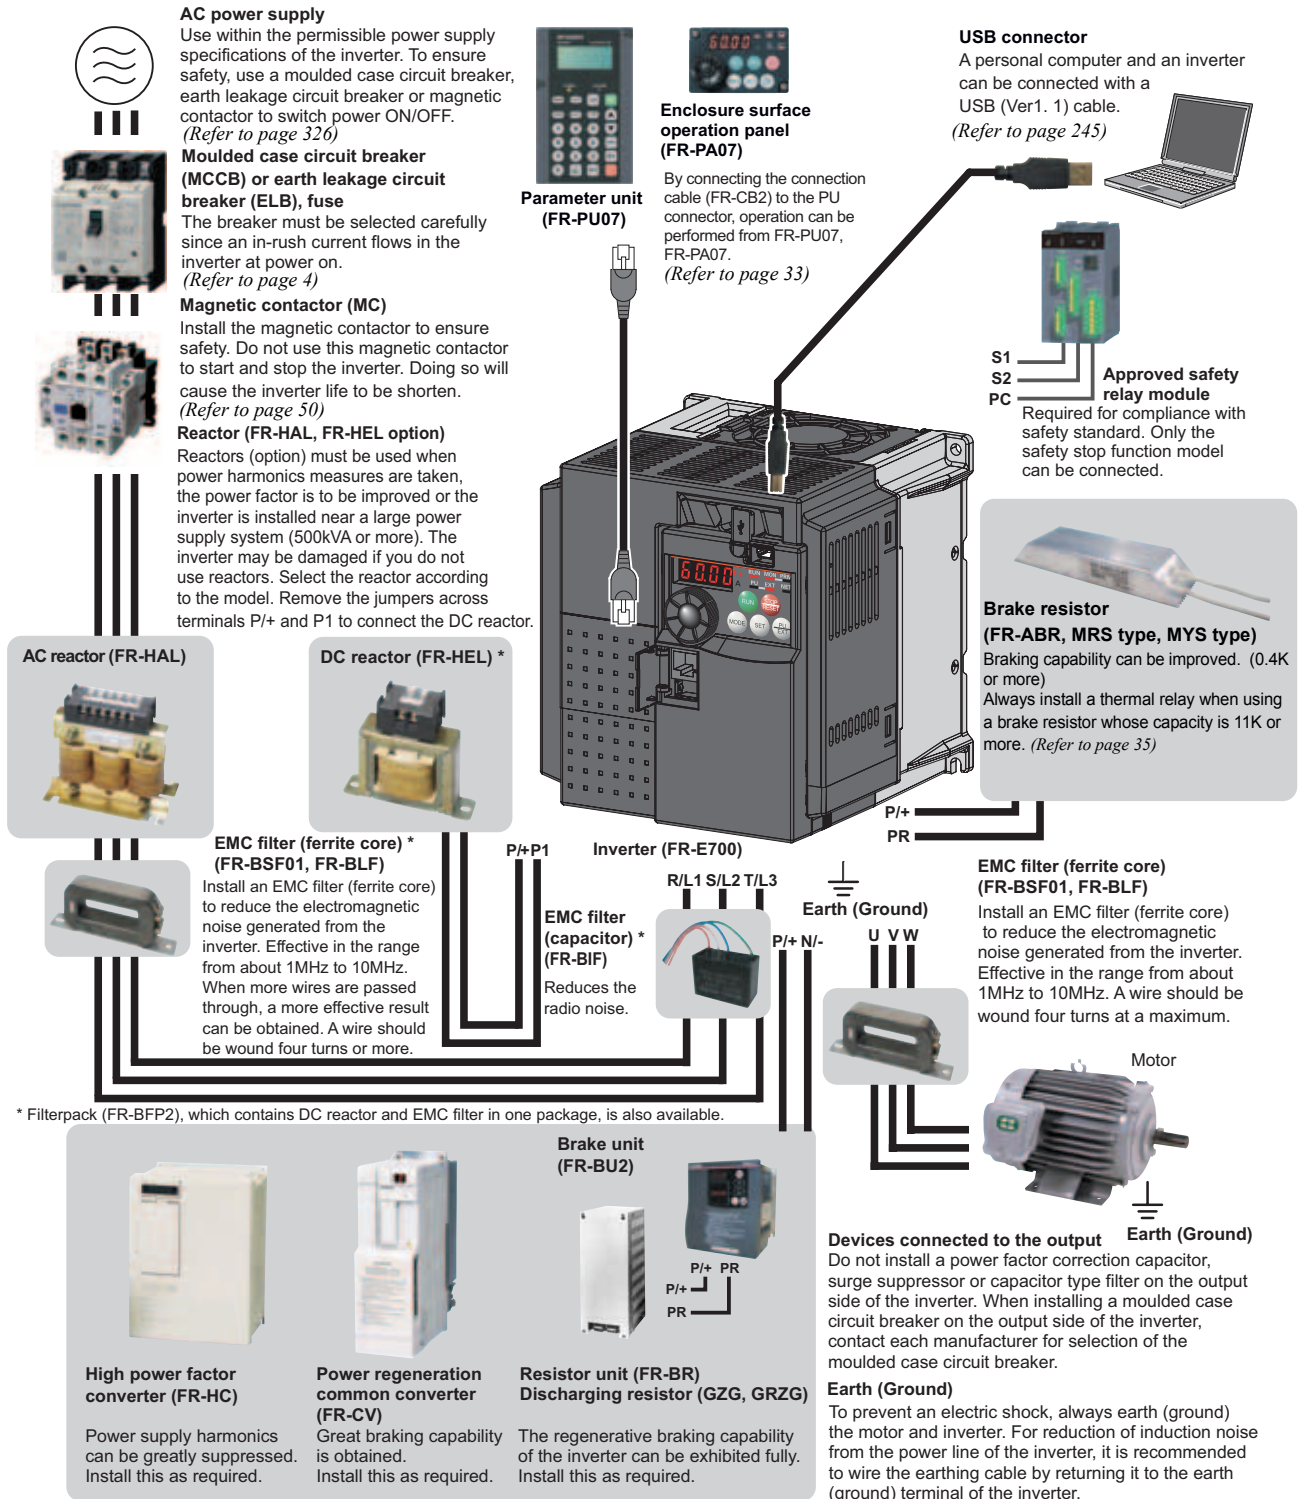 AC power supply
Use within the permissible power supply
specifications of the inverter. To ensure
safety, use a moulded case circuit breaker,
earth leakage circuit breaker or magnetic
contactor to switch power ON/OFF.
(Refer to page 326)
Moulded case circuit breaker
(MCCB) or earth leakage circuit
breaker (ELB), fuse
The breaker must be selected carefully
since an in-rush current flows in the
inverter at power on.
(Refer to page 4)
Magnetic contactor (MC)
Install the magnetic contactor to ensure
safety. Do not use this magnetic contactor
to start and stop the inverter. Doing so will
cause the inverter life to be shorten.
(Refer to page 50)
Reactor (FR-HAL, FR-HEL option)
Reactors (option) must be used when
power harmonics measures are taken,
the power factor is to be improved or the
inverter is installed near a large power
supply system (500kVA or more). The
inverter may be damaged if you do not
use reactors. Select the reactor according
to the model. Remove the jumpers across
terminals P/+ and P1 to connect the DC reactor.
Parameter unit
(FR-PU07)
60.00
Enclosure surface
operation panel
(FR-PA07)
By connecting the connection
cable (FR-CB2) to the PU
connector, operation can be
performed from FR-PU07,
FR-PA07.
(Refer to page 33)
USB connector
A personal computer and an inverter
can be connected with a
USB (Ver1. 1) cable.
(Refer to page 245)
S1
S2
PC
Approved safety
relay module
Required for compliance with
safety standard. Only the
safety stop function model
can be connected.
60.00
A
RUN MON PRM
PU EXT NET
RUN
STOP
RESET
MODE
SET
PU
EXT
Brake resistor
(FR-ABR, MRS type, MYS type)
Braking capability can be improved. (0.4K
or more)
Always install a thermal relay when using
a brake resistor whose capacity is 11K or
more. (Refer to page 35)
P/+
PR
AC reactor (FR-HAL)
DC reactor (FR-HEL) *
EMC filter (ferrite core) *
(FR-BSF01, FR-BLF)
Install an EMC filter (ferrite core)
to reduce the electromagnetic
noise generated from the
inverter. Effective in the range
from about 1MHz to 10MHz.
When more wires are passed
through, a more effective result
can be obtained. A wire should
be wound four turns or more.
P/+ P1
Inverter (FR-E700)
R/L1 S/L2 T/L3
EMC filter
(capacitor) *
(FR-BIF)
Reduces the
radio noise.
P/+ N/-
Earth (Ground)
U V W
EMC filter (ferrite core)
(FR-BSF01, FR-BLF)
Install an EMC filter (ferrite core)
to reduce the electromagnetic
noise generated from the inverter.
Effective in the range from about
1MHz to 10MHz. A wire should be
wound four turns at a maximum.
Motor
Earth (Ground)
* Filterpack (FR-BFP2), which contains DC reactor and EMC filter in one package, is also available.
Brake unit
(FR-BU2)
P/+ PR
P/+
PR
High power factor
converter (FR-HC)
Power supply harmonics
can be greatly suppressed.
Install this as required.
Power regeneration
common converter
(FR-CV)
Great braking capability
is obtained.
Install this as required.
Resistor unit (FR-BR)
Discharging resistor (GZG, GRZG)
The regenerative braking capability
of the inverter can be exhibited fully.
Install this as required.
Devices connected to the output
Do not install a power factor correction capacitor,
surge suppressor or capacitor type filter on the output
side of the inverter. When installing a moulded case
circuit breaker on the output side of the inverter,
contact each manufacturer for selection of the
moulded case circuit breaker.
Earth (Ground)
To prevent an electric shock, always earth (ground)
the motor and inverter. For reduction of induction noise
from the power line of the inverter, it is recommended
to wire the earthing cable by returning it to the earth
(ground) terminal of the inverter.